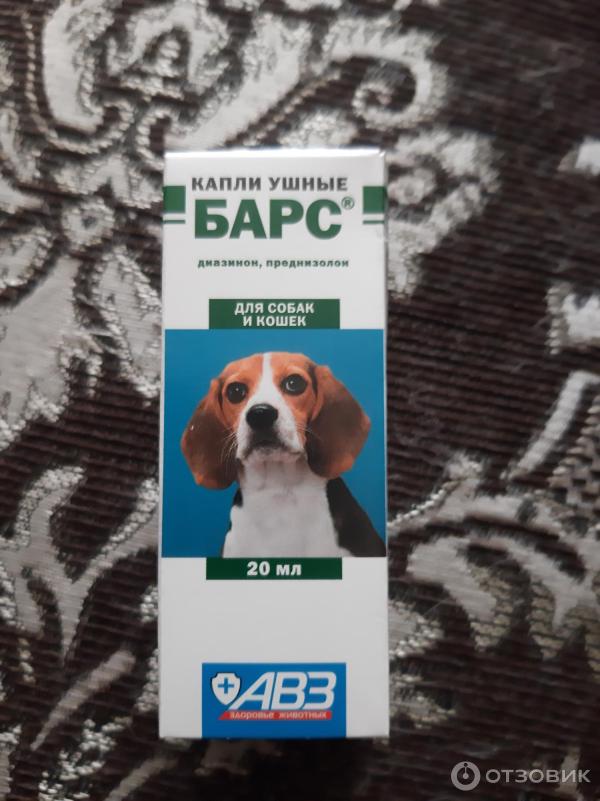 КАПЛИ УШНЫЕ
БАРС®
диазинон, преднизолон
ДЛЯ СОБАК
И КОШЕК
20 мл
АВЗ
ЗДОРОВЬЕ ЖИВОТНЫХ
ОТЗОВИК